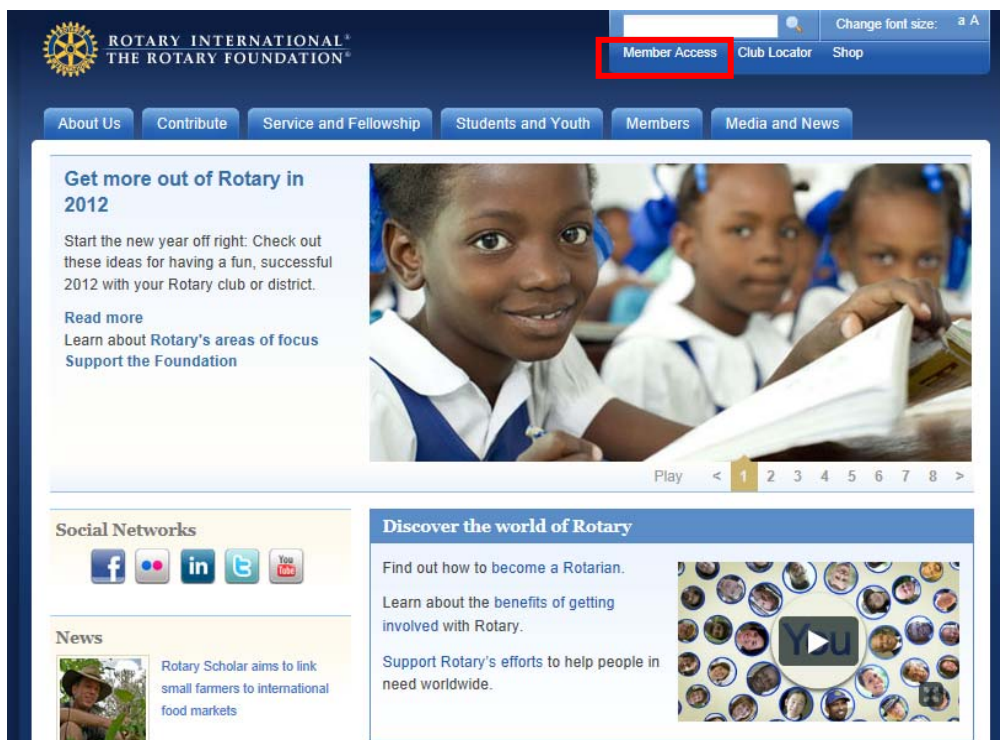 ROTARY INTERNATIONAL®
THE ROTARY FOUNDATION®
Change font size: a A
Member Access Club Locator Shop
About Us Contribute Service and Fellowship Students and Youth Members Media and News
Get more out of Rotary in
2012
Start the new year off right: Check out
these ideas for having a fun, successful
2012 with your Rotary club or district.
Read more
Learn about Rotary's areas of focus
Support the Foundation
Play < 1 2 3 4 5 6 7 8 >
Social Networks
f in You Tube
News
Rotary Scholar aims to link
small farmers to international
food markets
Discover the world of Rotary
Find out how to become a Rotarian.
Learn about the benefits of getting
involved with Rotary.
Support Rotary's efforts to help people in
need worldwide.
You